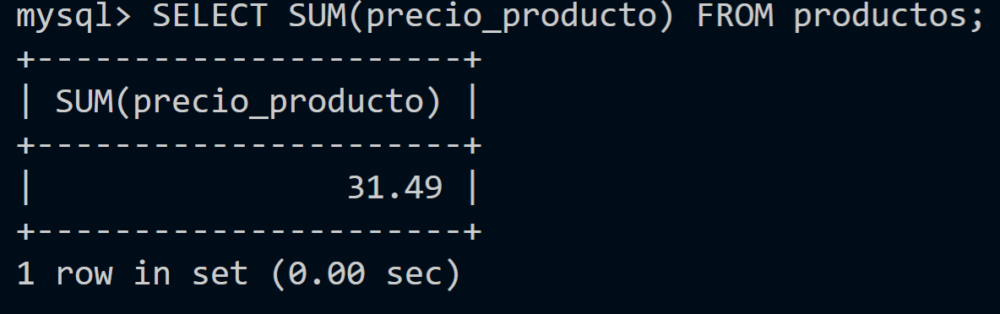 mysql> SELECT SUM(precio_producto) FROM productos;
+----------------------+
| SUM(precio_producto) |
+----------------------+
|                31.49 |
+----------------------+
1 row in set (0.00 sec)